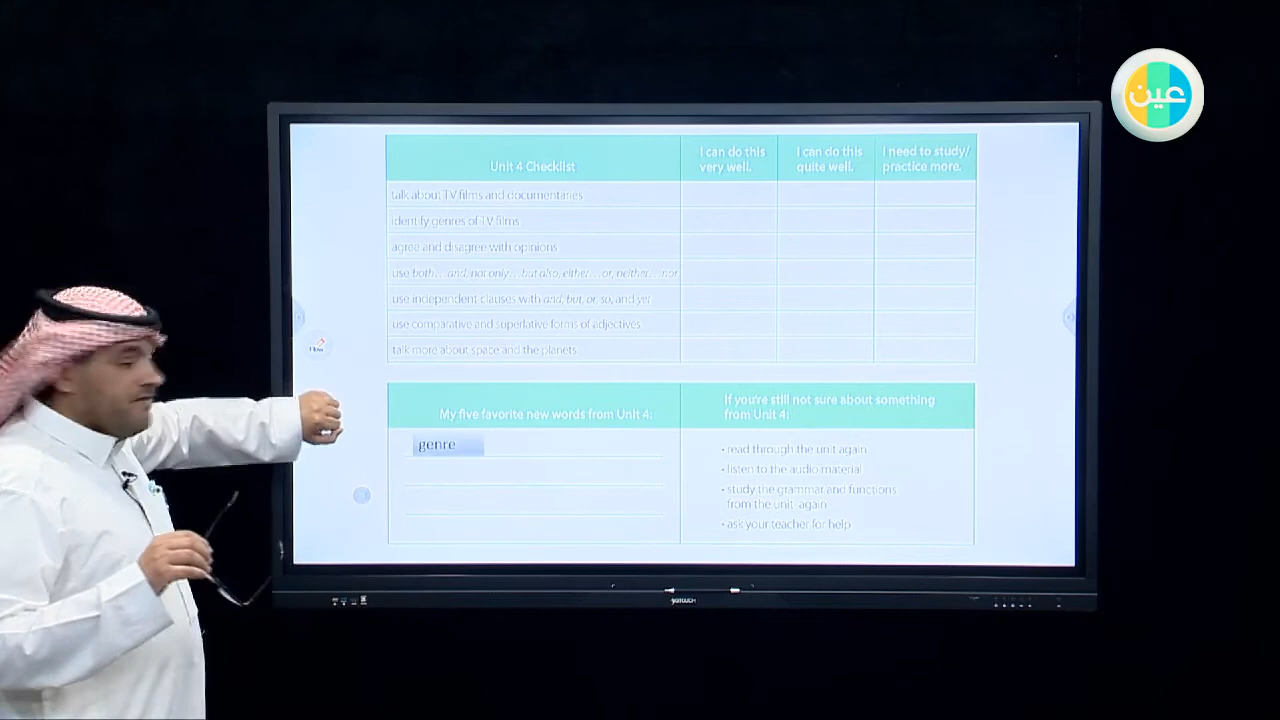 عين
Unit 4 Checklist
I can do this
very well.
I can do this
quite well.
I need to study/
practice more.
talk about TV films and documentaries
identify genres of TV films
agree and disagree with opinions
use both... and, not only... but also, either... or, neither... nor
use independent clauses with and, but, or, so, and yet
use comparative and superlative forms of adjectives
talk more about space and the planets
My five favorite new words from Unit 4:
genre
If you're still not sure about something
from Unit 4:
• read through the unit again
• listen to the audio material
• study the grammar and functions
from the unit again
• ask your teacher for help